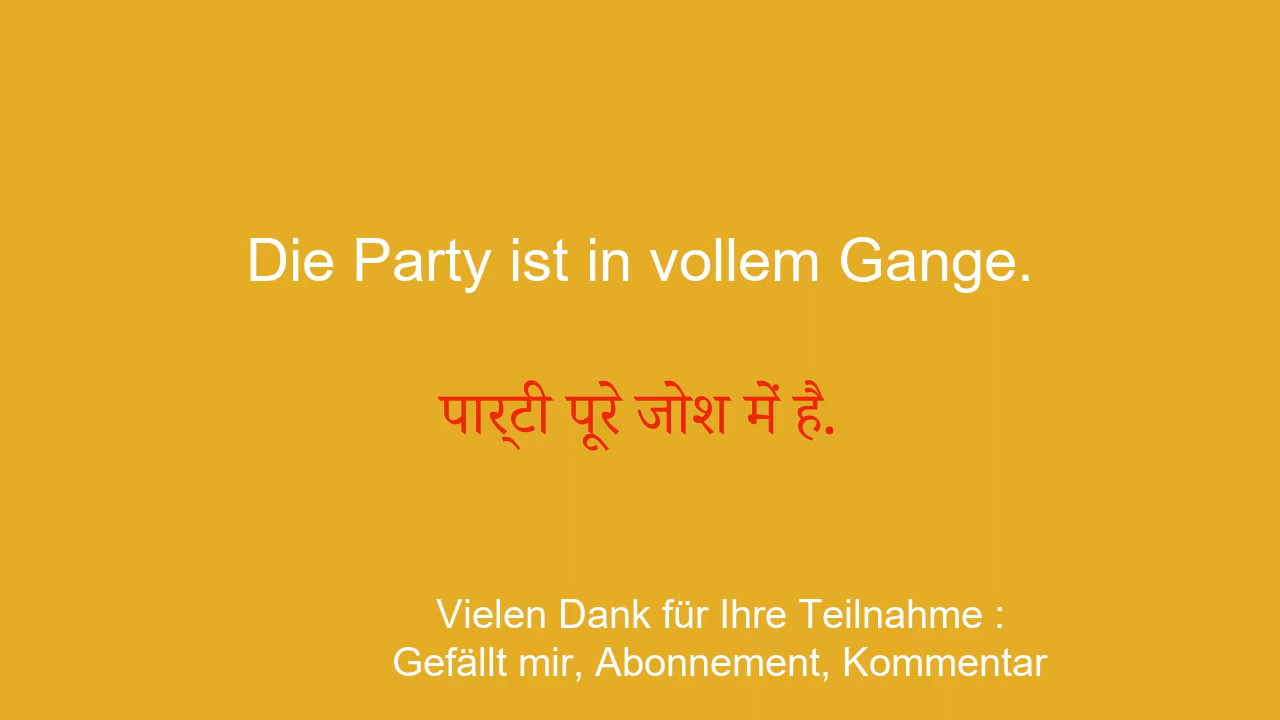 Die Party ist in vollem Gange.
पार्टी पूरे जोश में है.
Vielen Dank für Ihre Teilnahme :
Gefällt mir, Abonnement, Kommentar